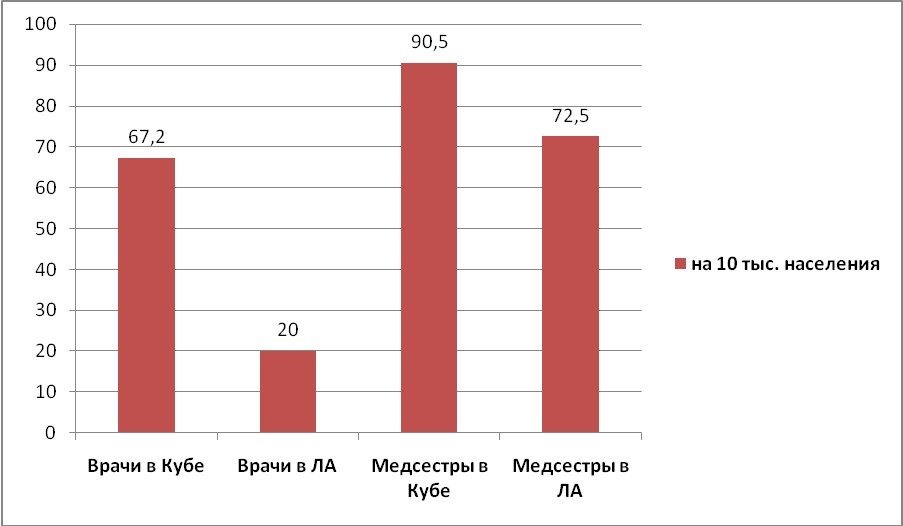 100
90
80
70
60
50
40
30
20
10
0
67,2
20
90,5
72,5
Врачи в Кубе
Врачи в ЛА
Медсестры в
Кубе
Медсестры в
ЛА
на 10 тыс. населения